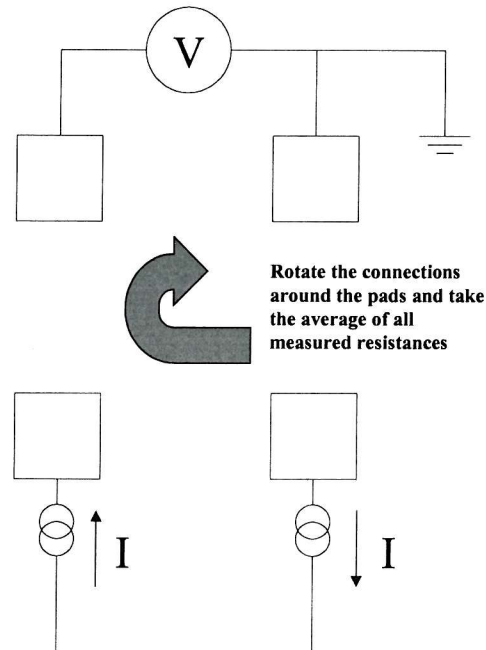 V
Rotate the connections
around the pads and take
the average of all
measured resistances
I
I